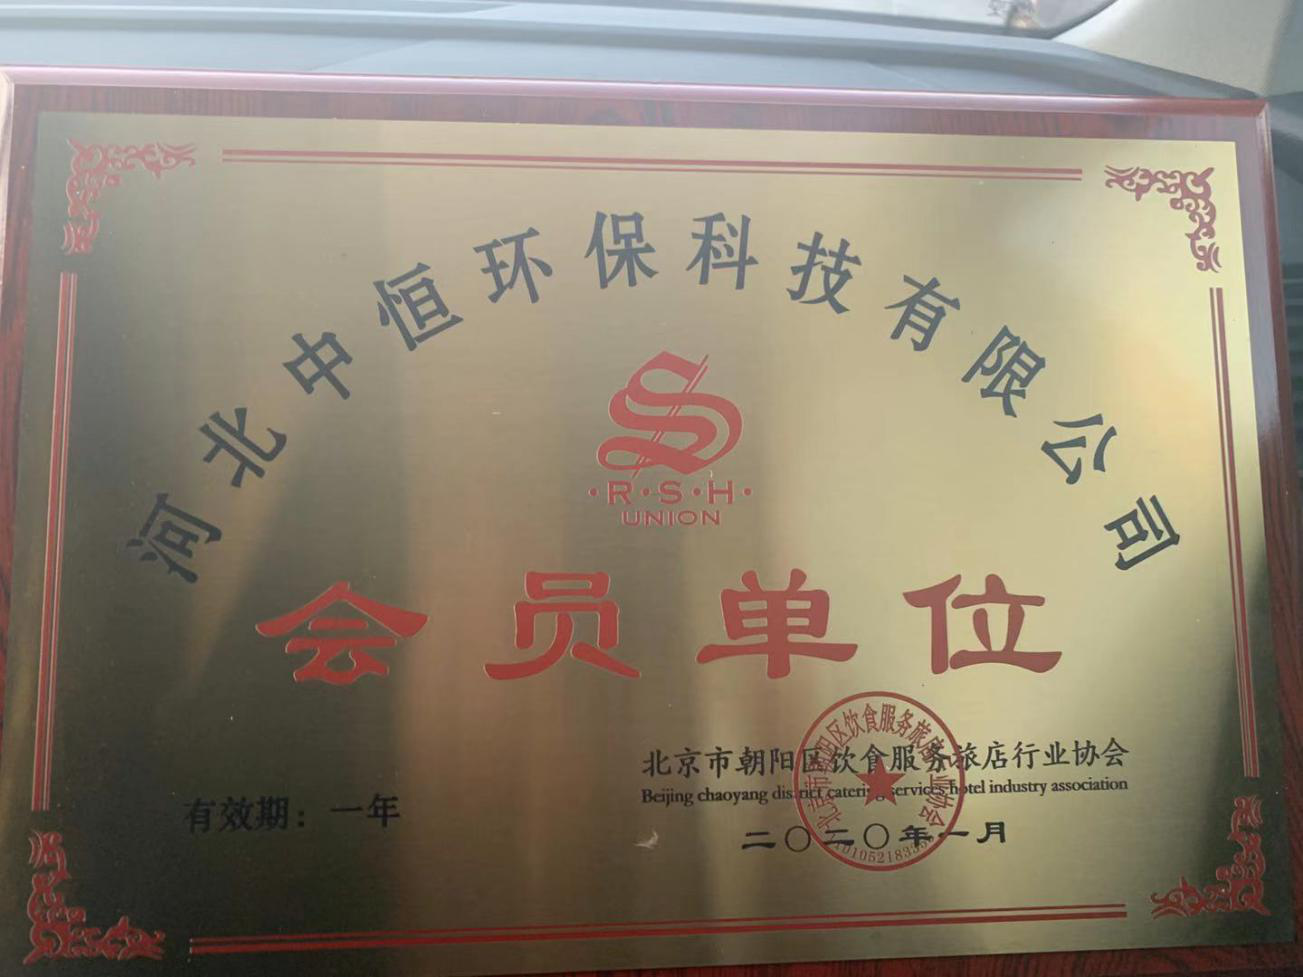 河北中恒环保科技有限公司
·R·S·H·
UNION
会员单位
北京市朝阳区饮食服务旅店行业协会
Beijing chaoyang district catering services hotel industry association
有效期：一年
二〇二〇年一月